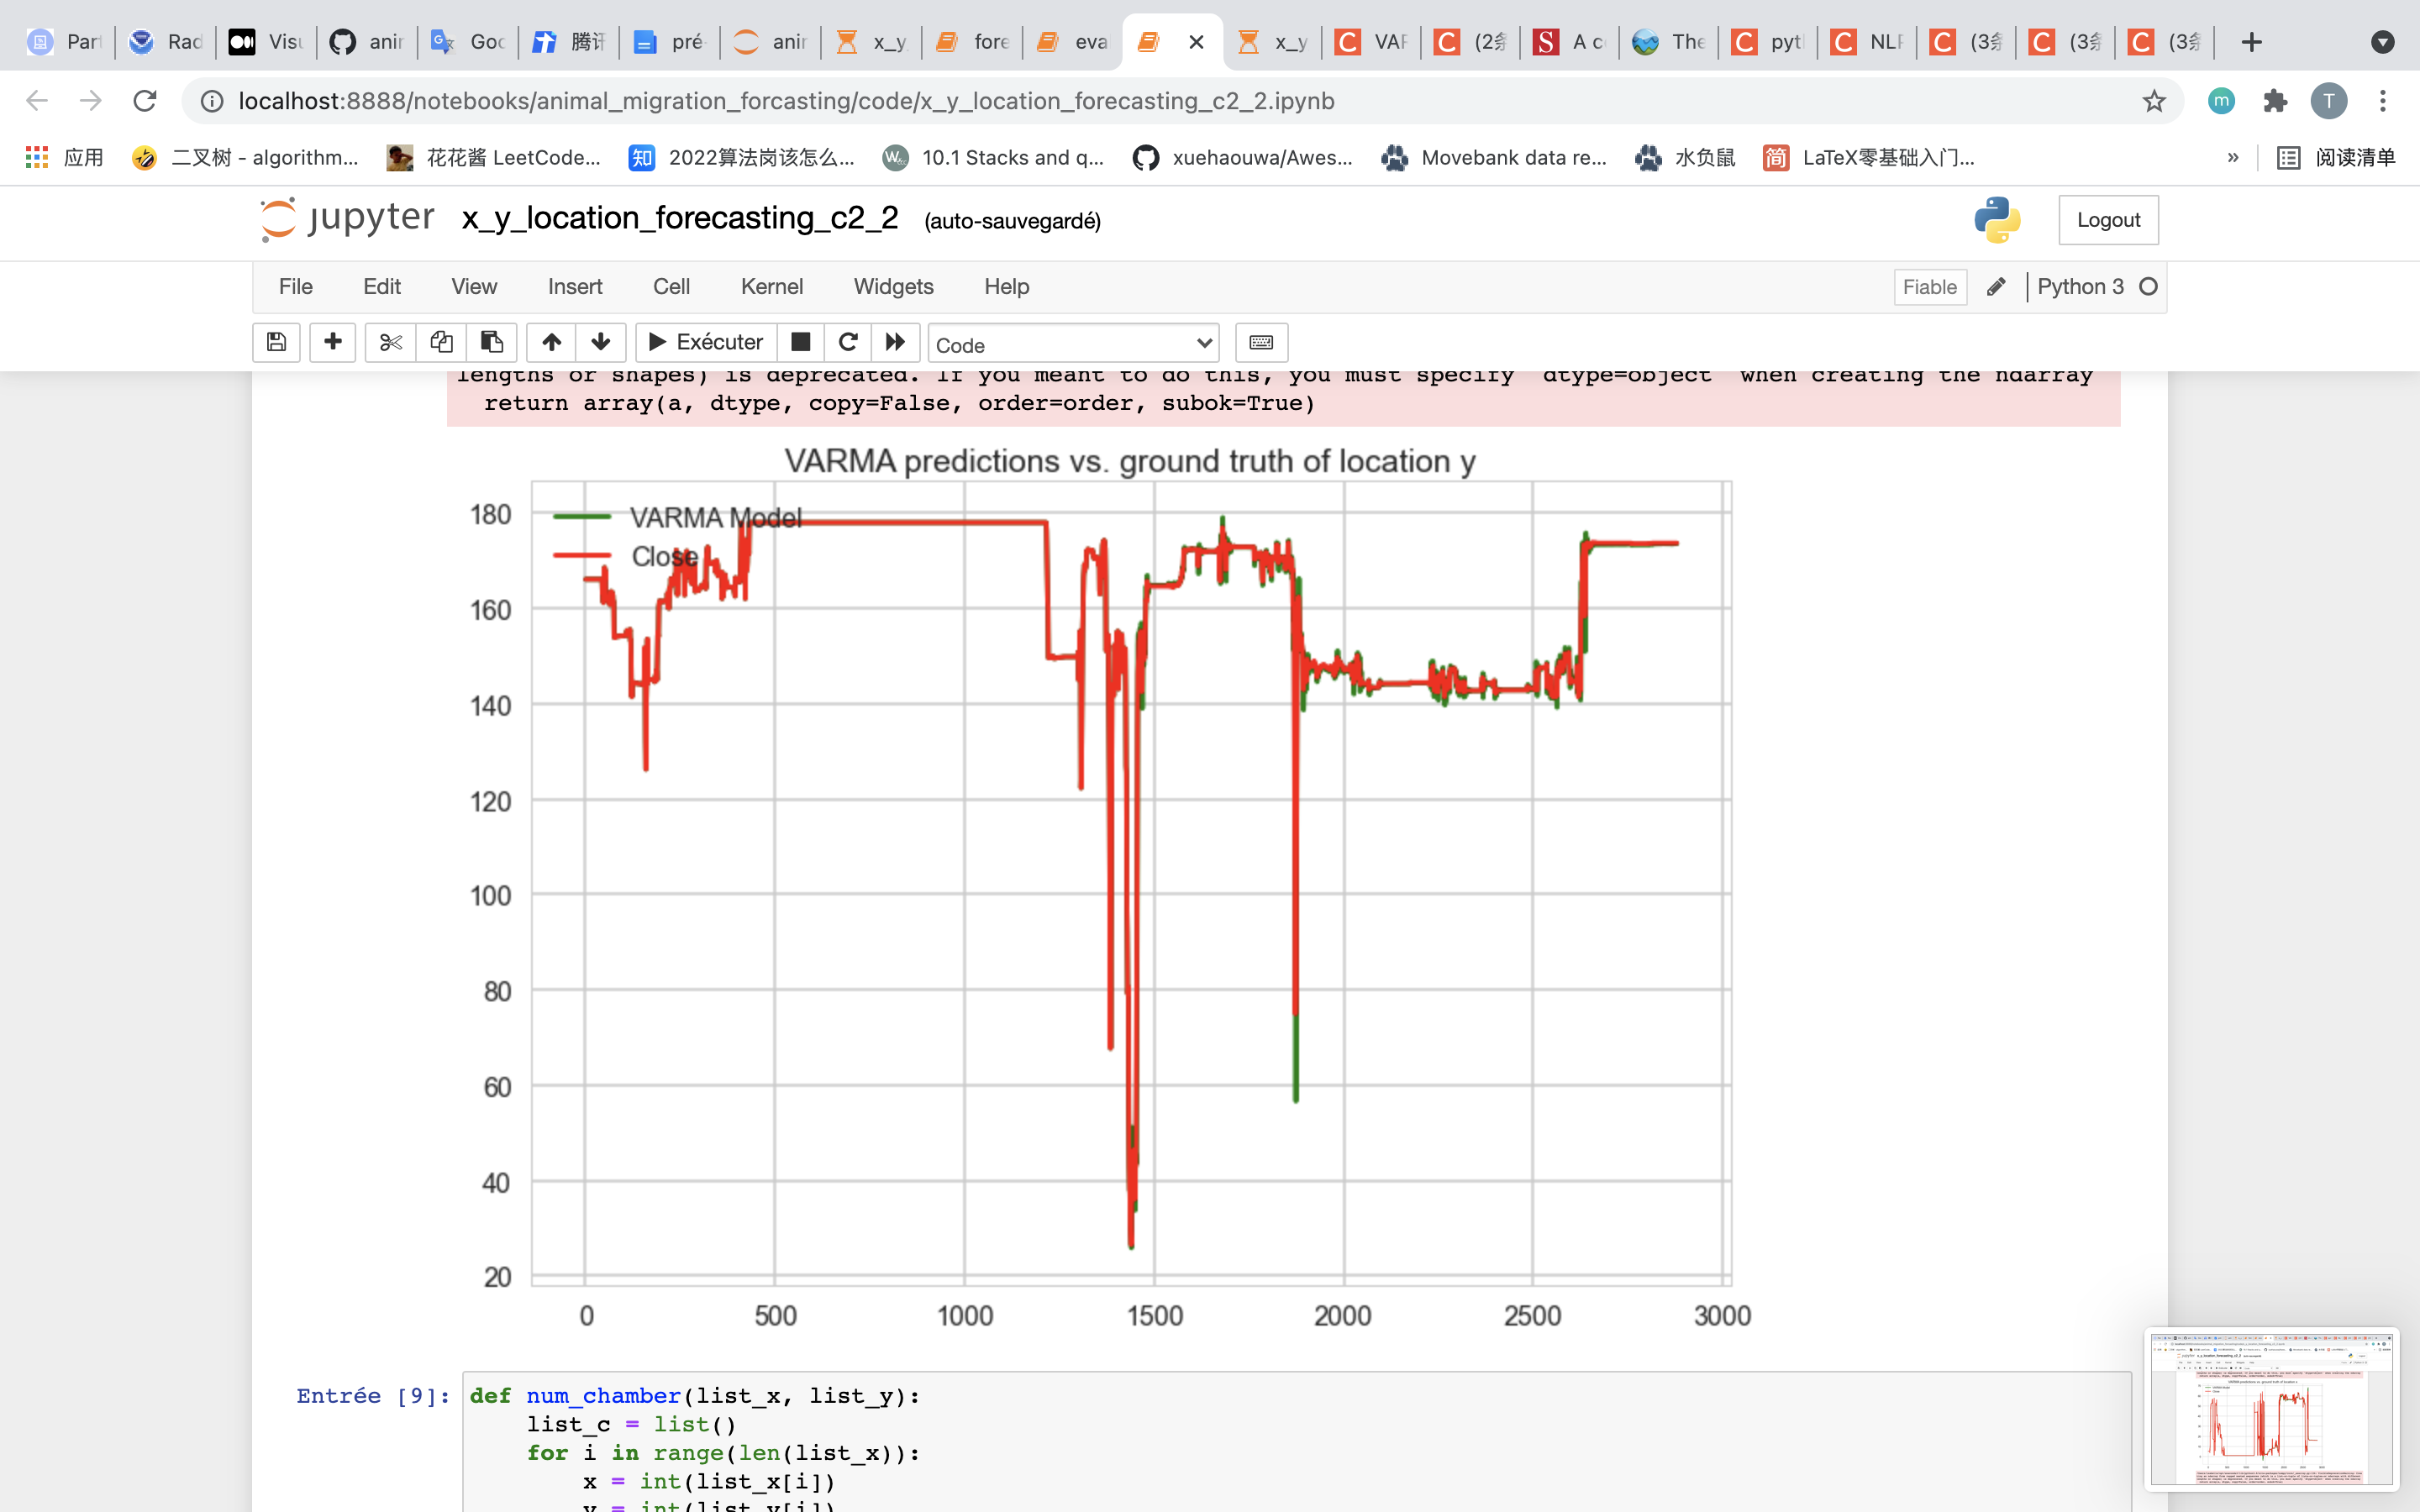 Part
Rad
Visu
anir
Goo
腾讯
pré-
anir
x_y
fore
eva
x_y
VAR
A c
The
pyt
NLP
localhost:8888/notebooks/animal_migration_forcasting/code/x_y_location_forecasting_c2_2.ipynb
m
T
应用
二叉树 - algorithm...
花花酱 LeetCode...
知 2022算法岗该怎么...
10.1 Stacks and q...
xuehaouwa/Awes...
Movebank data re...
水负鼠
简 LaTeX零基础入门...
»
阅读清单
jupyter x_y_location_forecasting_c2_2 (auto-sauvegardé)
Logout
File Edit View Insert Cell Kernel Widgets Help
Fiable
Python 3
Exécuter
Code
lengths or shapes) is deprecated. If you meant to do this, you must specify 'dtype=object' when creating the ndarray
return array(a, dtype, copy=False, order=order, subok=True)
VARMA predictions vs. ground truth of location y
VARMA Model
Close
180
160
140
120
100
80
60
40
20
0 500 1000 1500 2000 2500 3000
Entrée [9]:
def num_chamber(list_x, list_y):
list_c = list()
for i in range(len(list_x)):
x = int(list_x[i])
y = int(list_y[i])